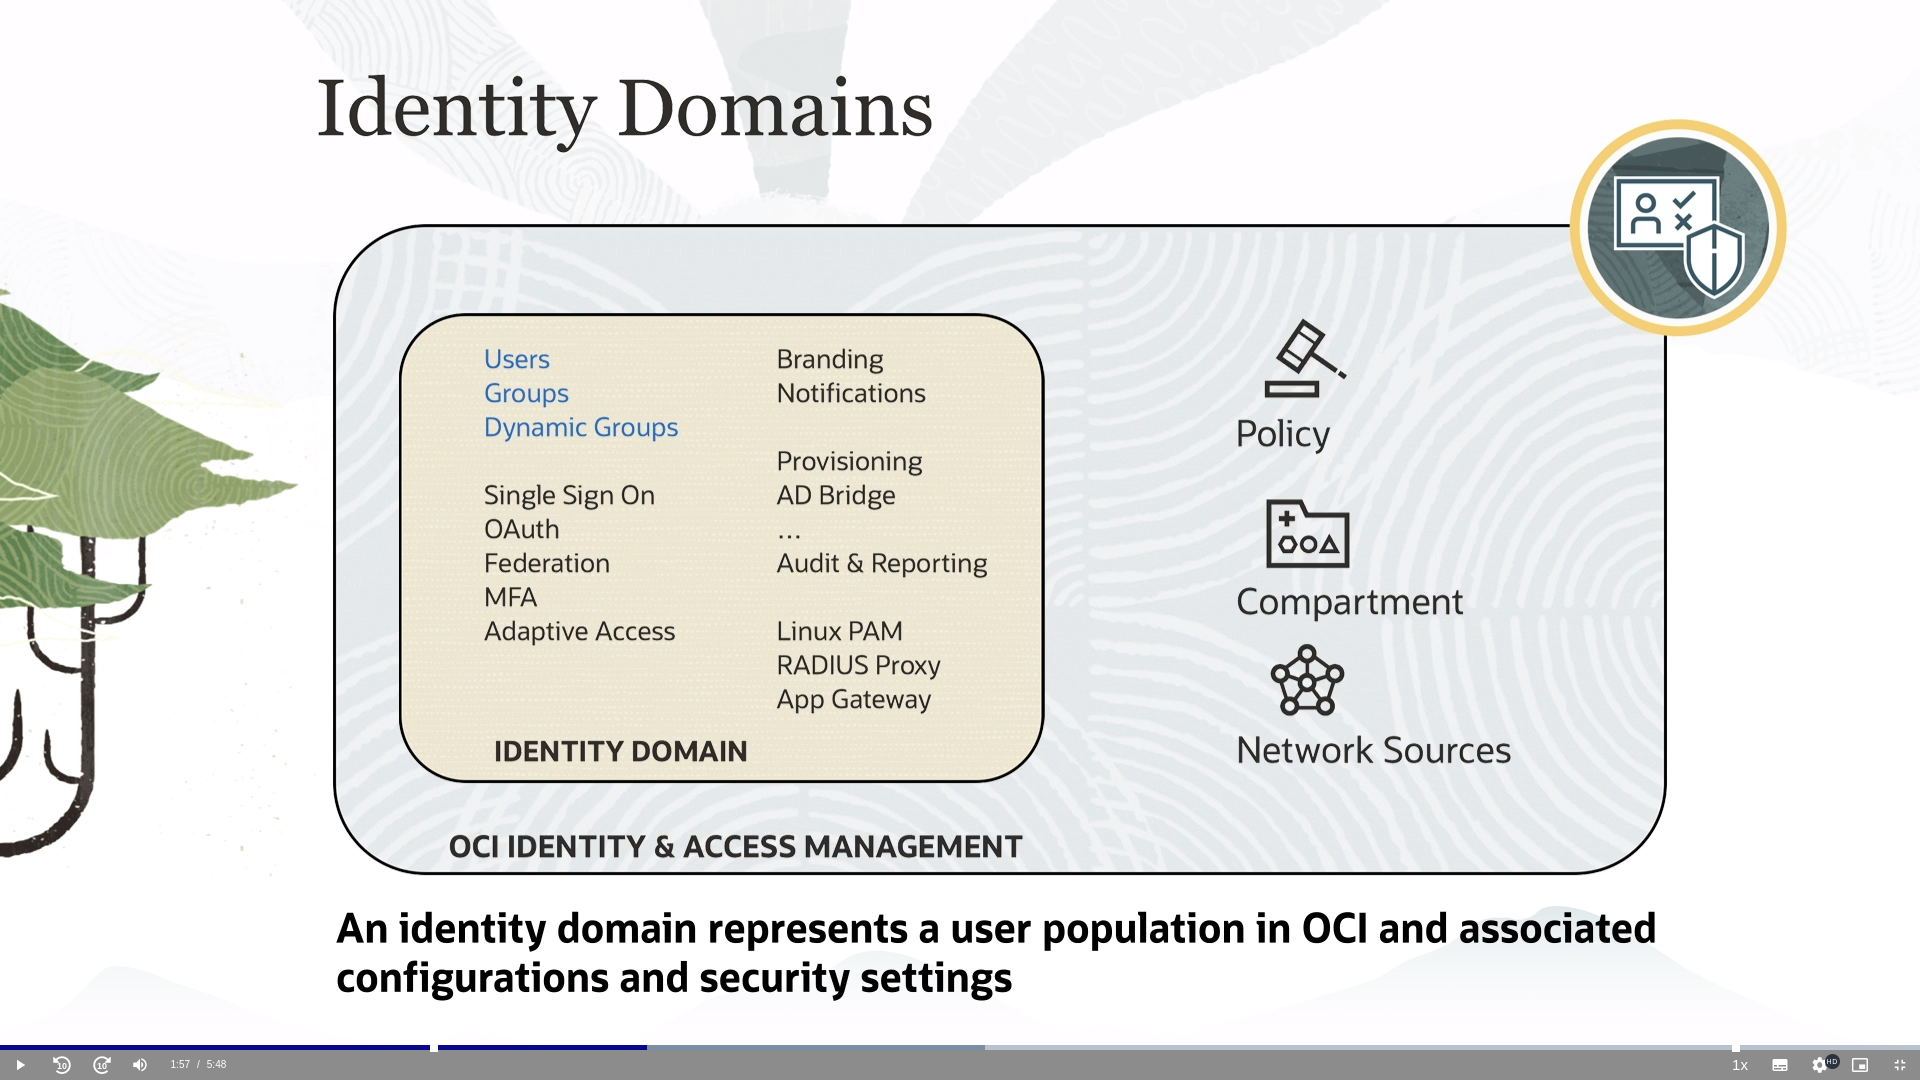 Identity Domains
Users
Groups
Dynamic Groups
Single Sign On
OAuth
Federation
MFA
Adaptive Access
Branding
Notifications
Provisioning
AD Bridge
...
Audit & Reporting
Linux PAM
RADIUS Proxy
App Gateway
IDENTITY DOMAIN
Policy
Compartment
Network Sources
OCI IDENTITY & ACCESS MANAGEMENT
An identity domain represents a user population in OCI and associated
configurations and security settings
10
10
1:57 / 5:48
1x
HD